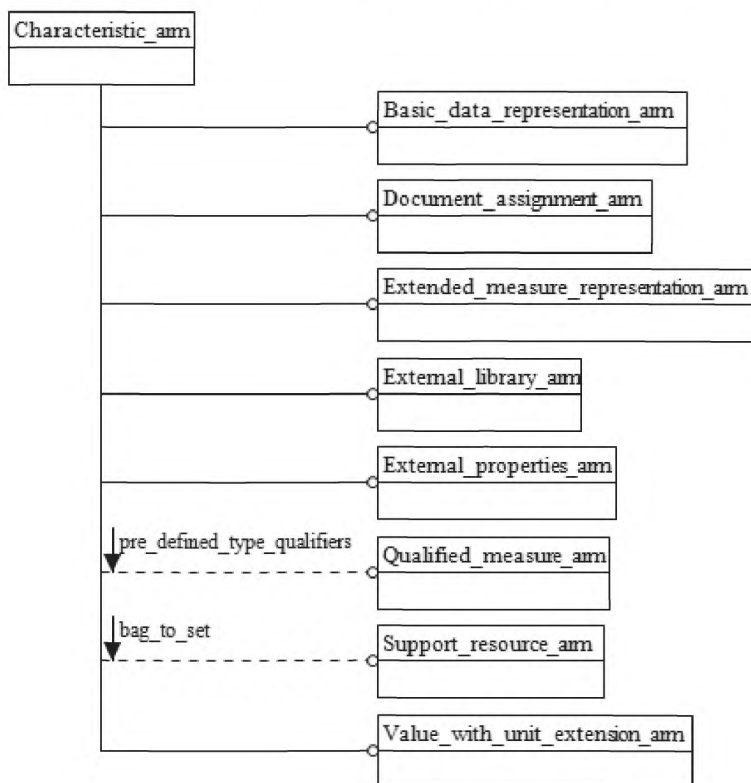 Characteristic_arm
Basic_data_representation_arm
Document_assignment_arm
Extended_measure_representation_arm
External_library_arm
External_properties_arm
pre_defined_type_qualifiers
Qualified_measure_arm
bag_to_set
Support_resource_arm
Value_with_unit_extension_arm